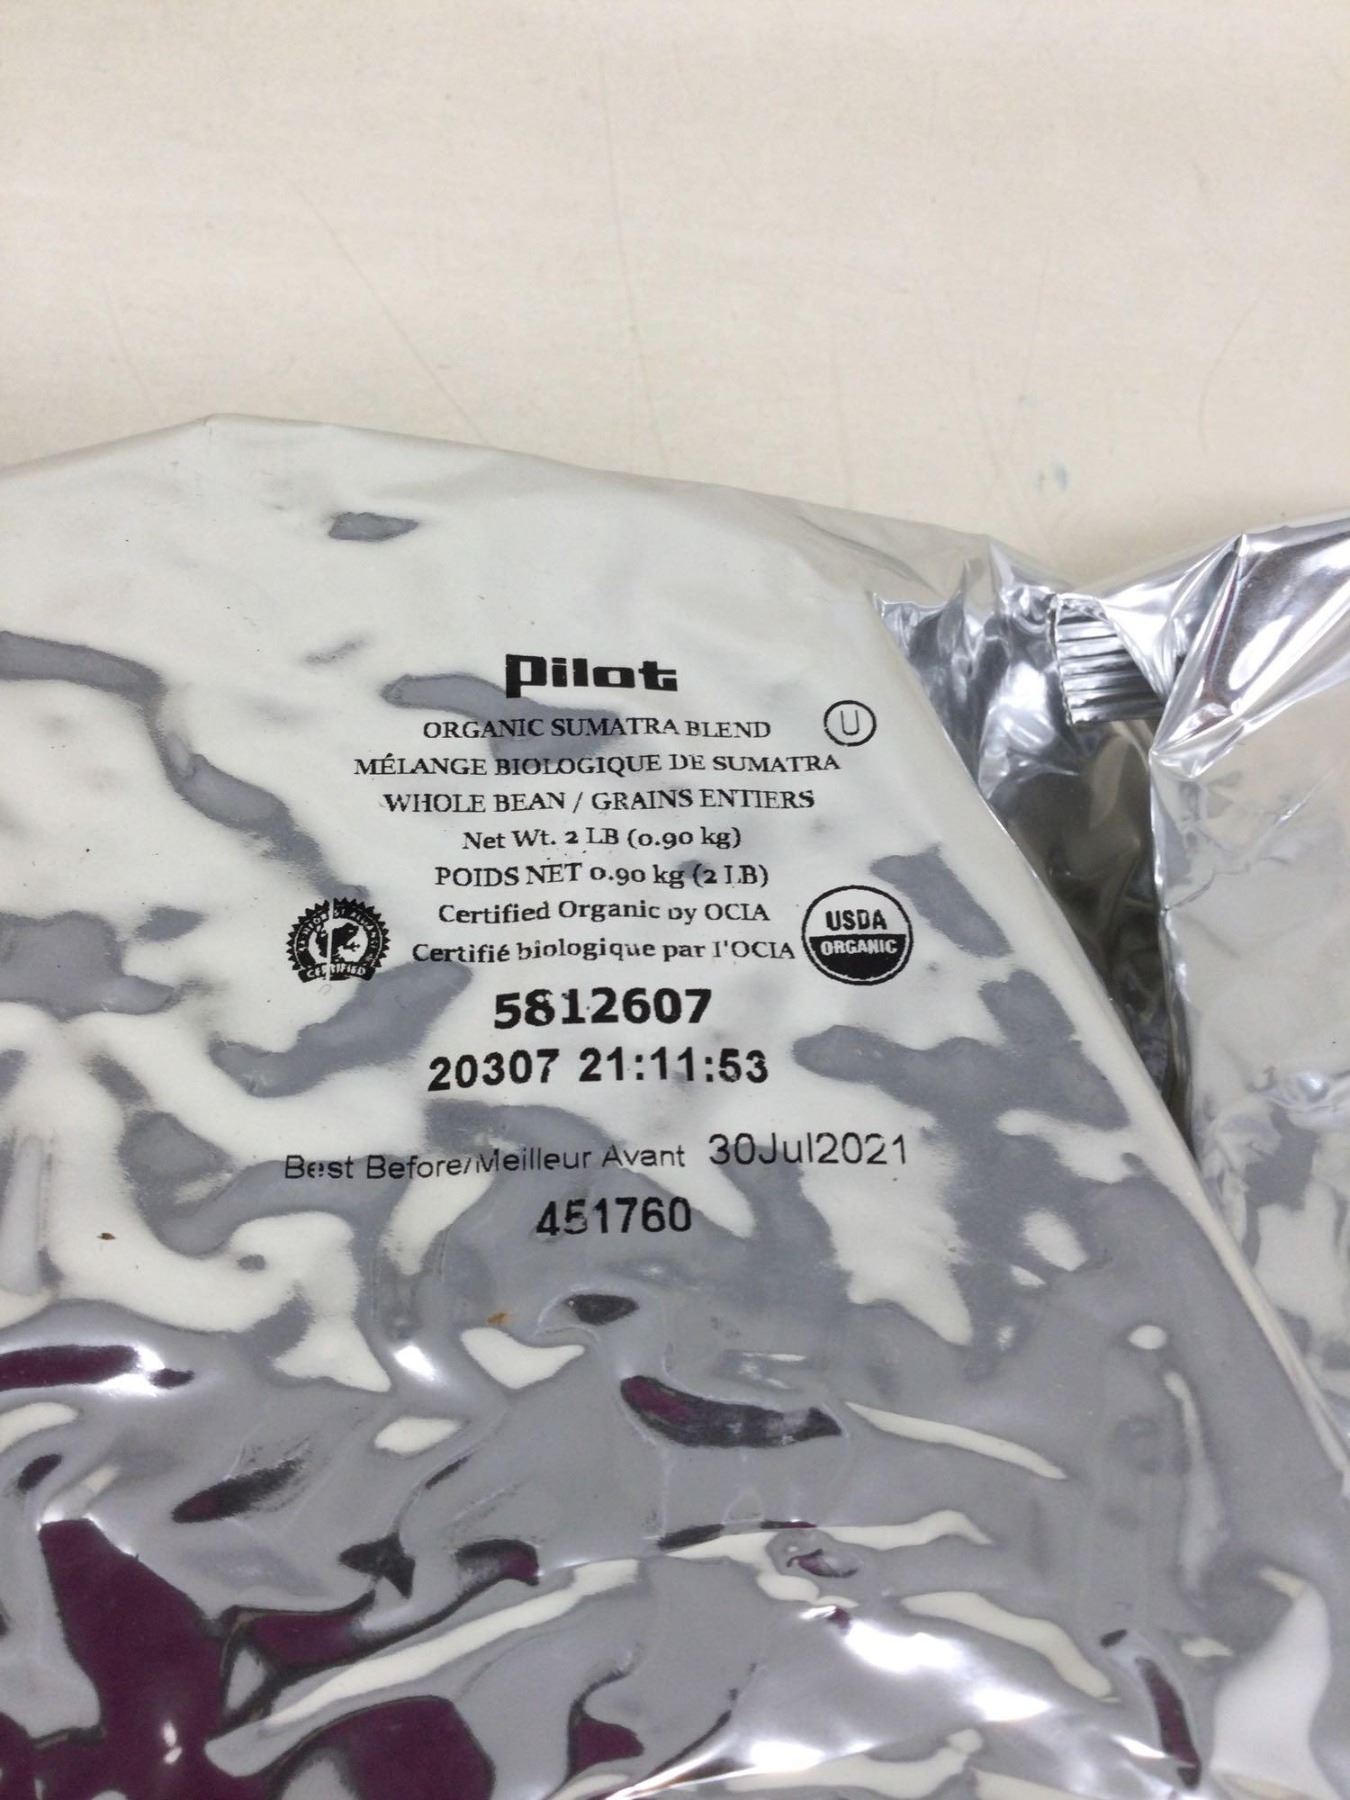 Pilot
ORGANIC SUMATRA BLEND U
MÉLANGE BIOLOGIQUE DE SUMATRA
WHOLE BEAN / GRAINS ENTIERS
Net Wt. 2 LB (0.90 kg)
POIDS NET 0.90 kg (2 LB)
Certified Organic by OCIA
Certifié biologique par l'OCIA
CERTIFIED
USDA
ORGANIC
5812607
20307 21:11:53
Best Before/Meilleur Avant 30Jul2021
451760